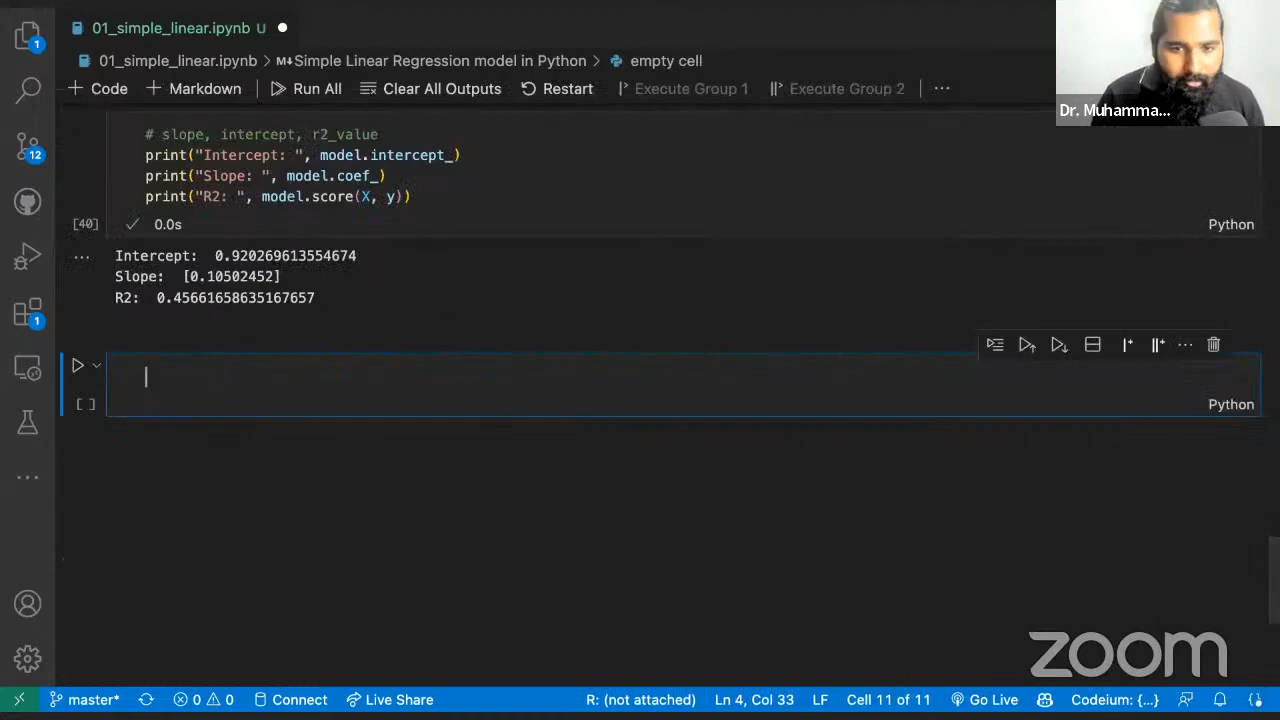 01_simple_linear.ipynb U
Dr. Muhamma...
01_simple_linear.ipynb > M↓Simple Linear Regression model in Python > empty cell
+ Code + Markdown Run All Clear All Outputs Restart Execute Group 1 Execute Group 2 ...
# slope, intercept, r2_value
print("Intercept: ", model.intercept_)
print("Slope: ", model.coef_)
print("R2: ", model.score(X, y))
[40] 0.0s Python
... Intercept: 0.920269613554674
Slope: [0.10502452]
R2: 0.45661658635167657
[ ] Python
1
12
1
zoom
master* 0 0 Connect Live Share R: (not attached) Ln 4, Col 33 LF Cell 11 of 11 Go Live Codeium: {...}